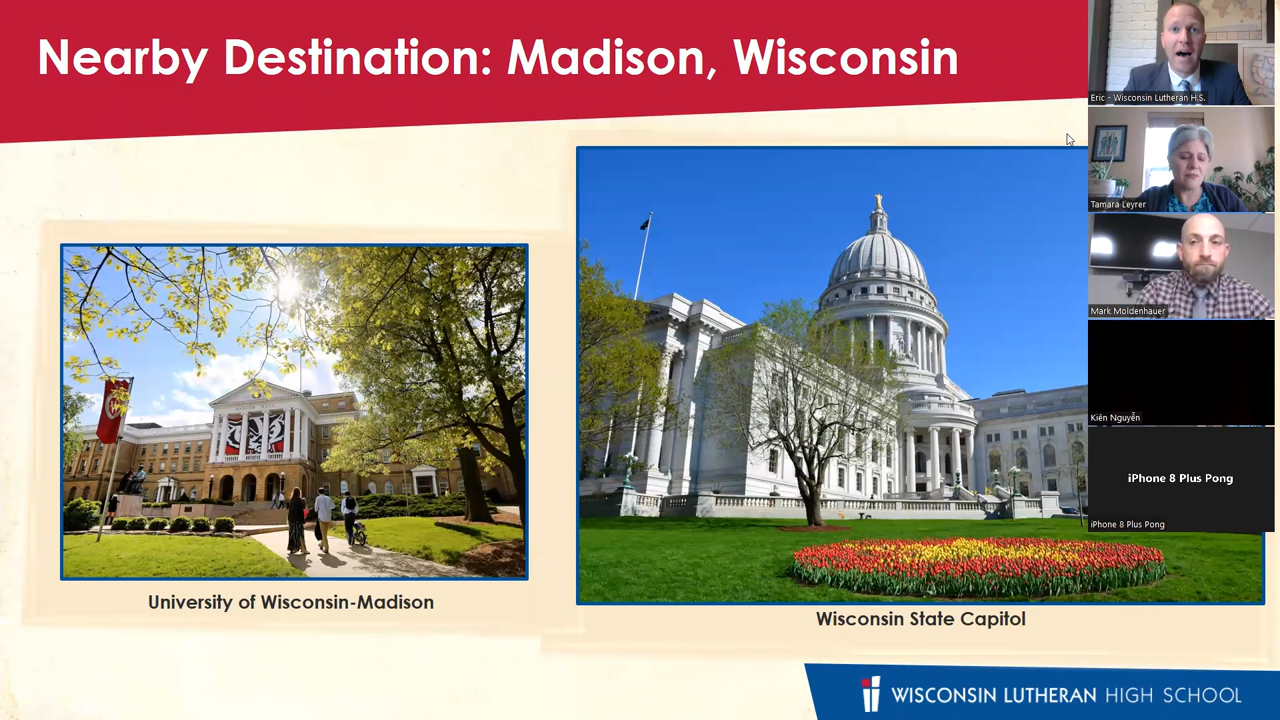 Nearby Destination: Madison, Wisconsin
University of Wisconsin-Madison
Wisconsin State Capitol
WISCONSIN LUTHERAN HIGH SCHOOL
Eric - Wisconsin Lutheran H.S.
Tamara Leyrer
Mark Moldenhauer
Kiên Nguyễn
iPhone 8 Plus Pong
iPhone 8 Plus Pong